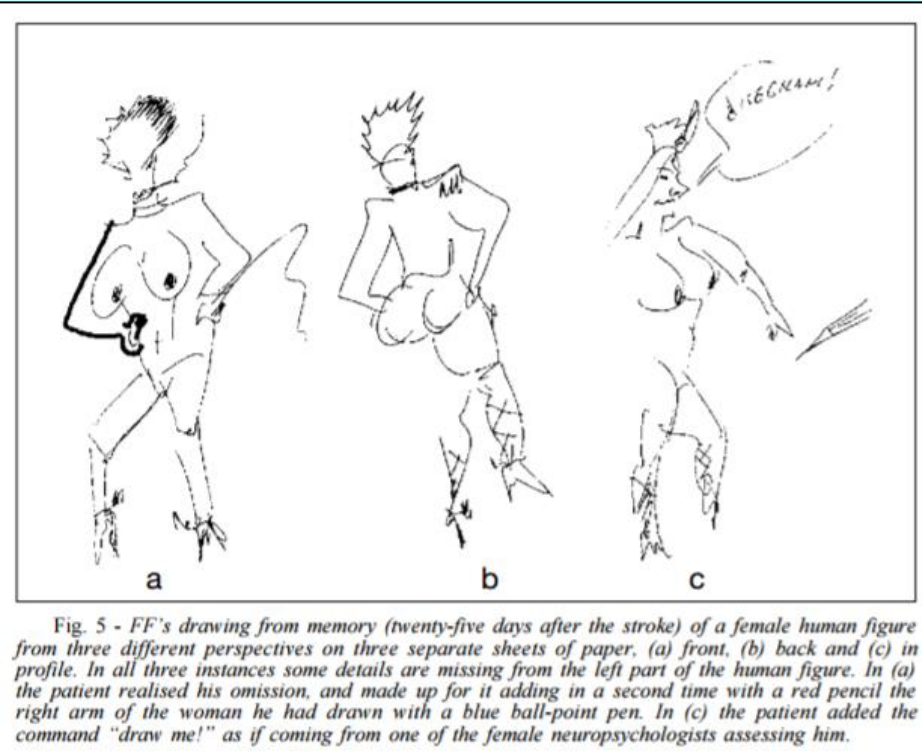 DISEGNAMI!
a b c
Fig. 5 - FF's drawing from memory (twenty-five days after the stroke) of a female human figure
from three different perspectives on three separate sheets of paper, (a) front, (b) back and (c) in
profile. In all three instances some details are missing from the left part of the human figure. In (a)
the patient realised his omission, and made up for it adding in a second time with a red pencil the
right arm of the woman he had drawn with a blue ball-point pen. In (c) the patient added the
command "draw me!" as if coming from one of the female neuropsychologists assessing him.